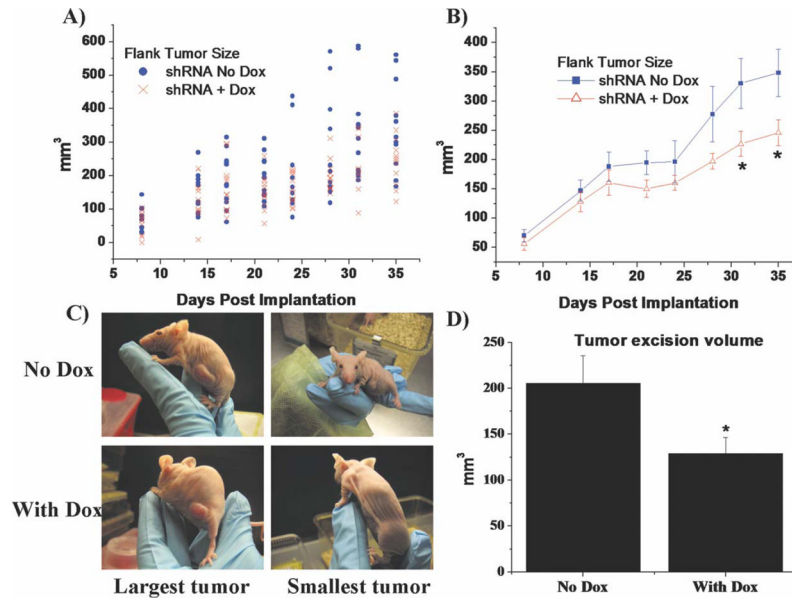 A)
600
500
400
300
200
100
0
mm³
Flank Tumor Size
shRNA No Dox
shRNA + Dox
5 10 15 20 25 30 35 40
Days Post Implantation
B)
400
350
300
250
200
150
100
50
mm³
Flank Tumor Size
shRNA No Dox
shRNA + Dox
*
*
5 10 15 20 25 30 35 40
Days Post Implantation
C)
No Dox
With Dox
Largest tumor
Smallest tumor
D)
Tumor excision volume
250
200
150
100
50
0
mm³
*
No Dox
With Dox